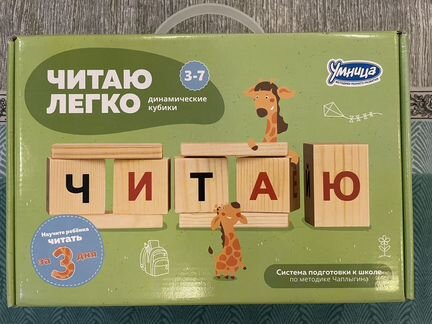 ЧИТАЮ
ЛЕГКО
3-7
динамические
кубики
Умница
ЧИТАЮ
Научите ребёнка
читать
за 3 дня
Система подготовки к школе
по методике Чаплыгина